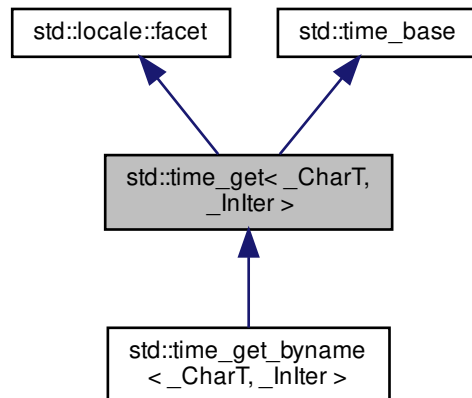 std::locale::facet
std::time_base
std::time_get< _CharT,
_InIter >
std::time_get_byname
< _CharT, _InIter >